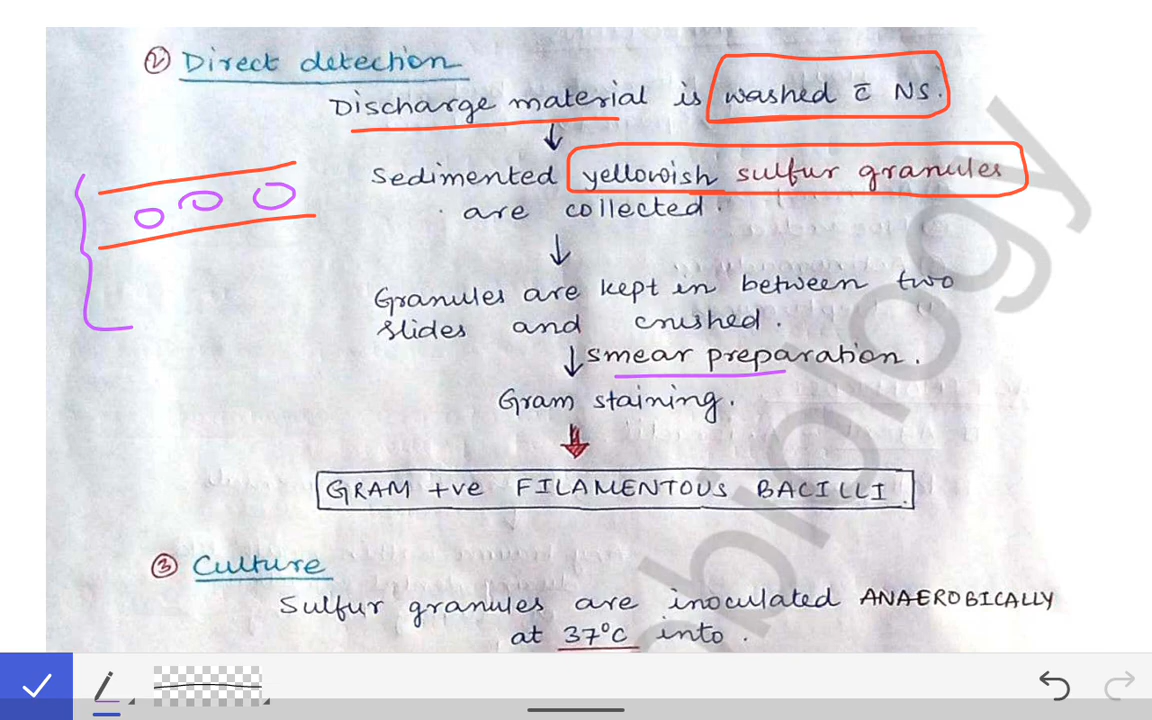 ② Direct detection
Discharge material is washed c̄ NS.
↓
Sedimented yellowish sulfur granules
are collected.
↓
Granules are kept in between two
slides and crushed.
↓ smear preparation.
Gram staining.
↓
GRAM +ve FILAMENTOUS BACILLI.
③ Culture
Sulfur granules are inoculated ANAEROBICALLY
at 37°C into.